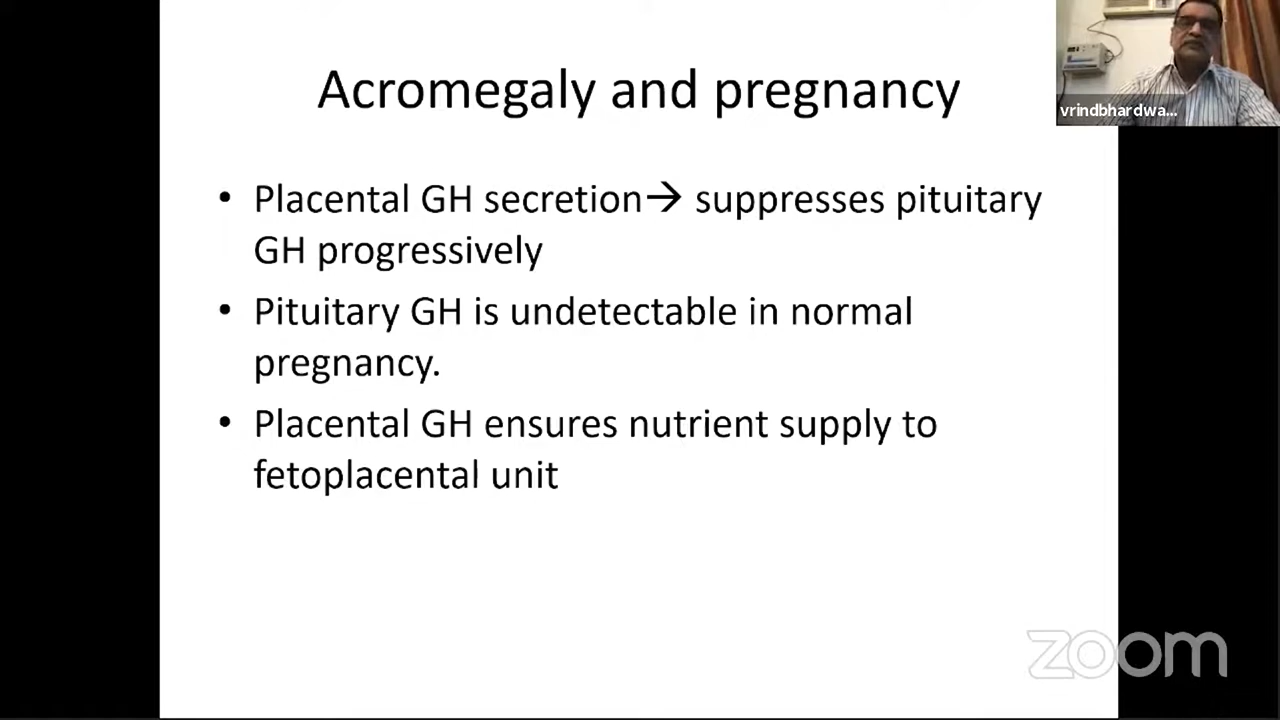 Acromegaly and pregnancy
vrindbhardwa...
• Placental GH secretion→ suppresses pituitary
GH progressively
• Pituitary GH is undetectable in normal
pregnancy.
• Placental GH ensures nutrient supply to
fetoplacental unit
zoom